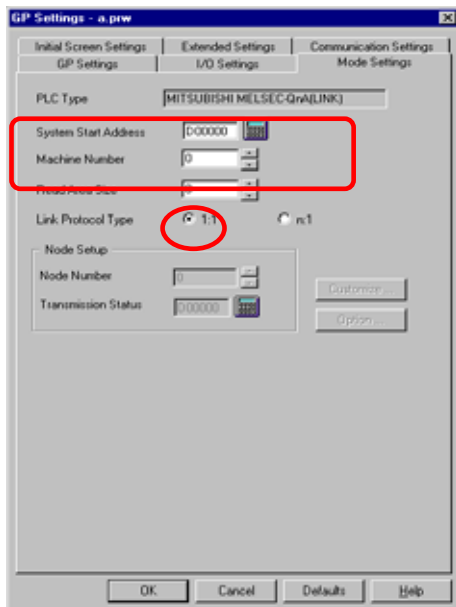 GP Settings - a.prw
Initial Screen Settings Extended Settings Communication Settings
GP Settings I/O Settings Mode Settings
PLC Type MITSUBISHI MELSEC-QnA(LINK)
System Start Address D00000
Machine Number 0
Read Area Size
Link Protocol Type 1:1 n:1
Node Setup
Node Number 0
Transmission Status D00000
Customize ...
Option ...
OK Cancel Defaults Help